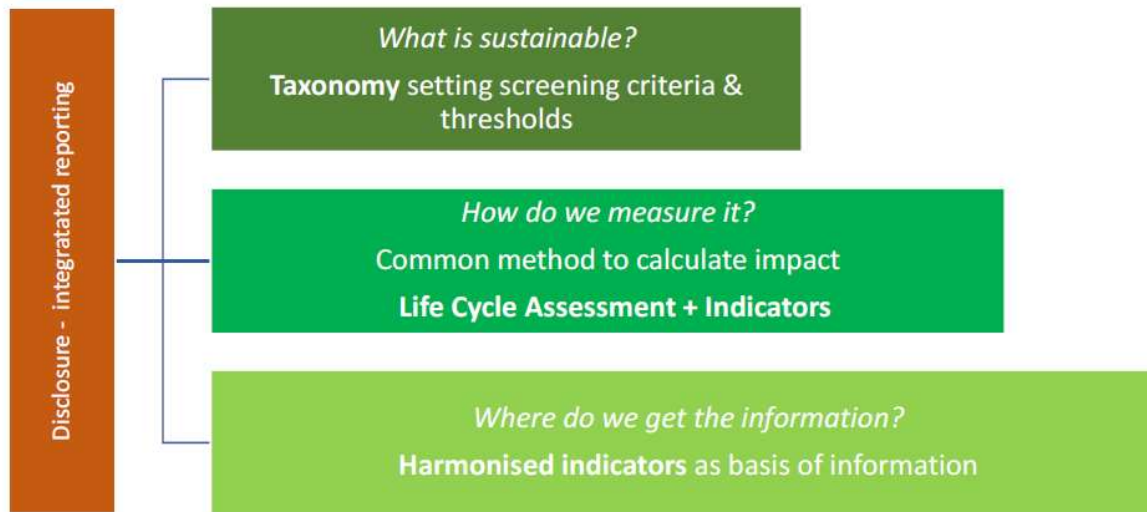 Disclosure - integratated reporting
What is sustainable?
Taxonomy setting screening criteria &
thresholds
How do we measure it?
Common method to calculate impact
Life Cycle Assessment + Indicators
Where do we get the information?
Harmonised indicators as basis of information